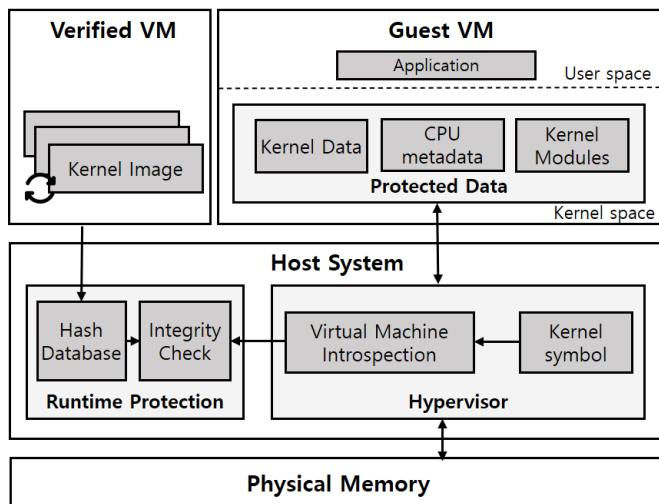 Verified VM
Kernel Image
Guest VM
Application
User space
Kernel Data
CPU
metadata
Kernel
Modules
Protected Data
Kernel space
Host System
Hash
Database
Integrity
Check
Runtime Protection
Virtual Machine
Introspection
Kernel
symbol
Hypervisor
Physical Memory